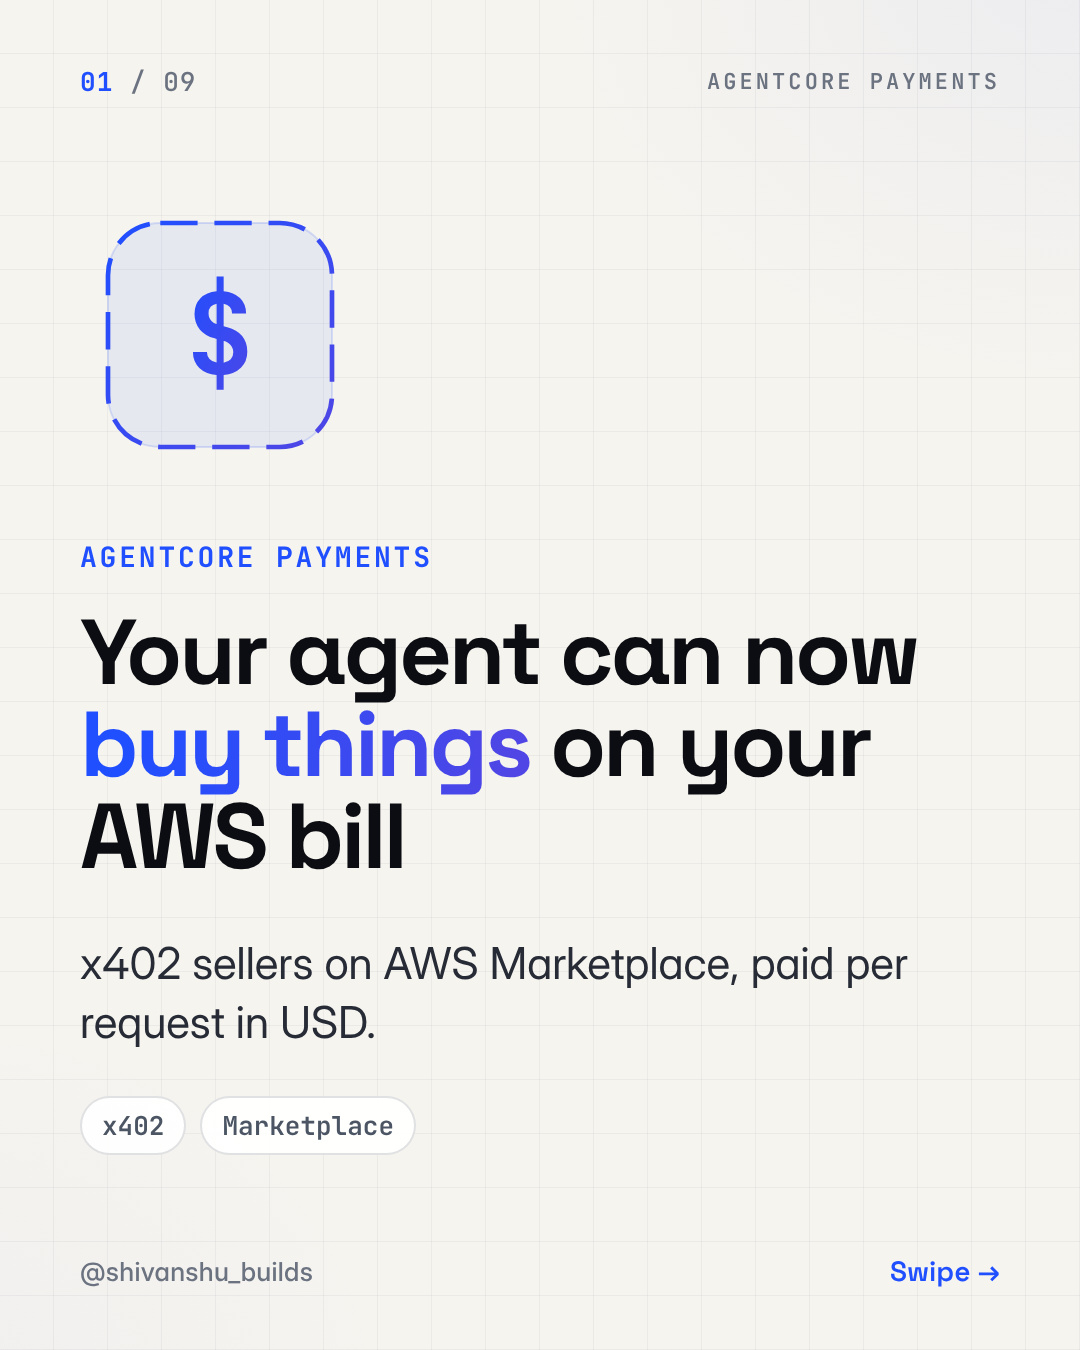 01 / 09
AGENTCORE PAYMENTS
$
AGENTCORE PAYMENTS
Your agent can now
buy things on your
AWS bill
x402 sellers on AWS Marketplace, paid per
request in USD.
x402
Marketplace
@shivanshu_builds
Swipe →